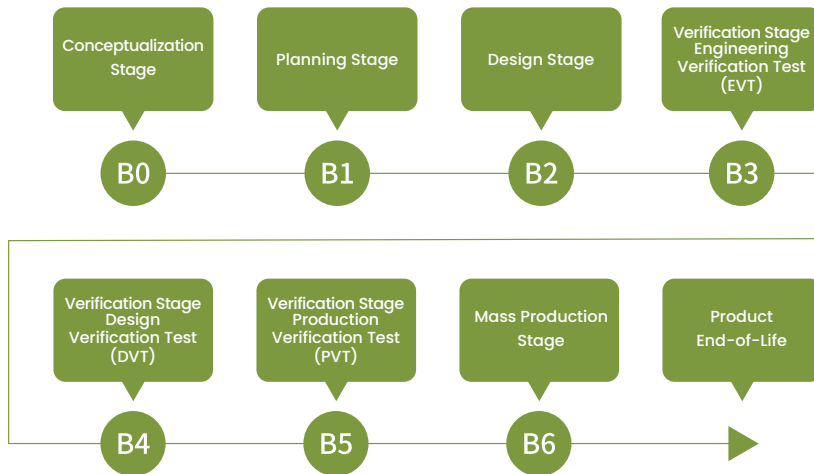 Conceptualization
Stage
Planning Stage
Design Stage
Verification Stage
Engineering
Verification Test
(EVT)
B0
B1
B2
B3
Verification Stage
Design
Verification Test
(DVT)
Verification Stage
Production
Verification Test
(PVT)
Mass Production
Stage
Product
End-of-Life
B4
B5
B6